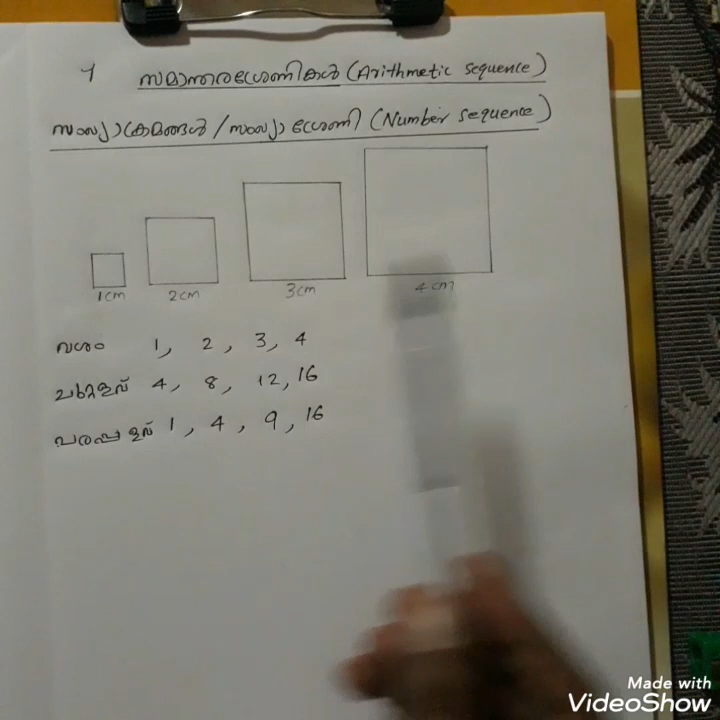 1 സമാന്തരശ്രേണികൾ (Arithmetic sequence)
സംഖ്യാക്രമങ്ങൾ / സംഖ്യാശ്രേണി (Number sequence)
1cm 2cm 3cm 4cm
വശം 1, 2, 3, 4
ചുറ്റളവ് 4, 8, 12, 16
പരപ്പളവ് 1, 4, 9, 16
Made with
VideoShow